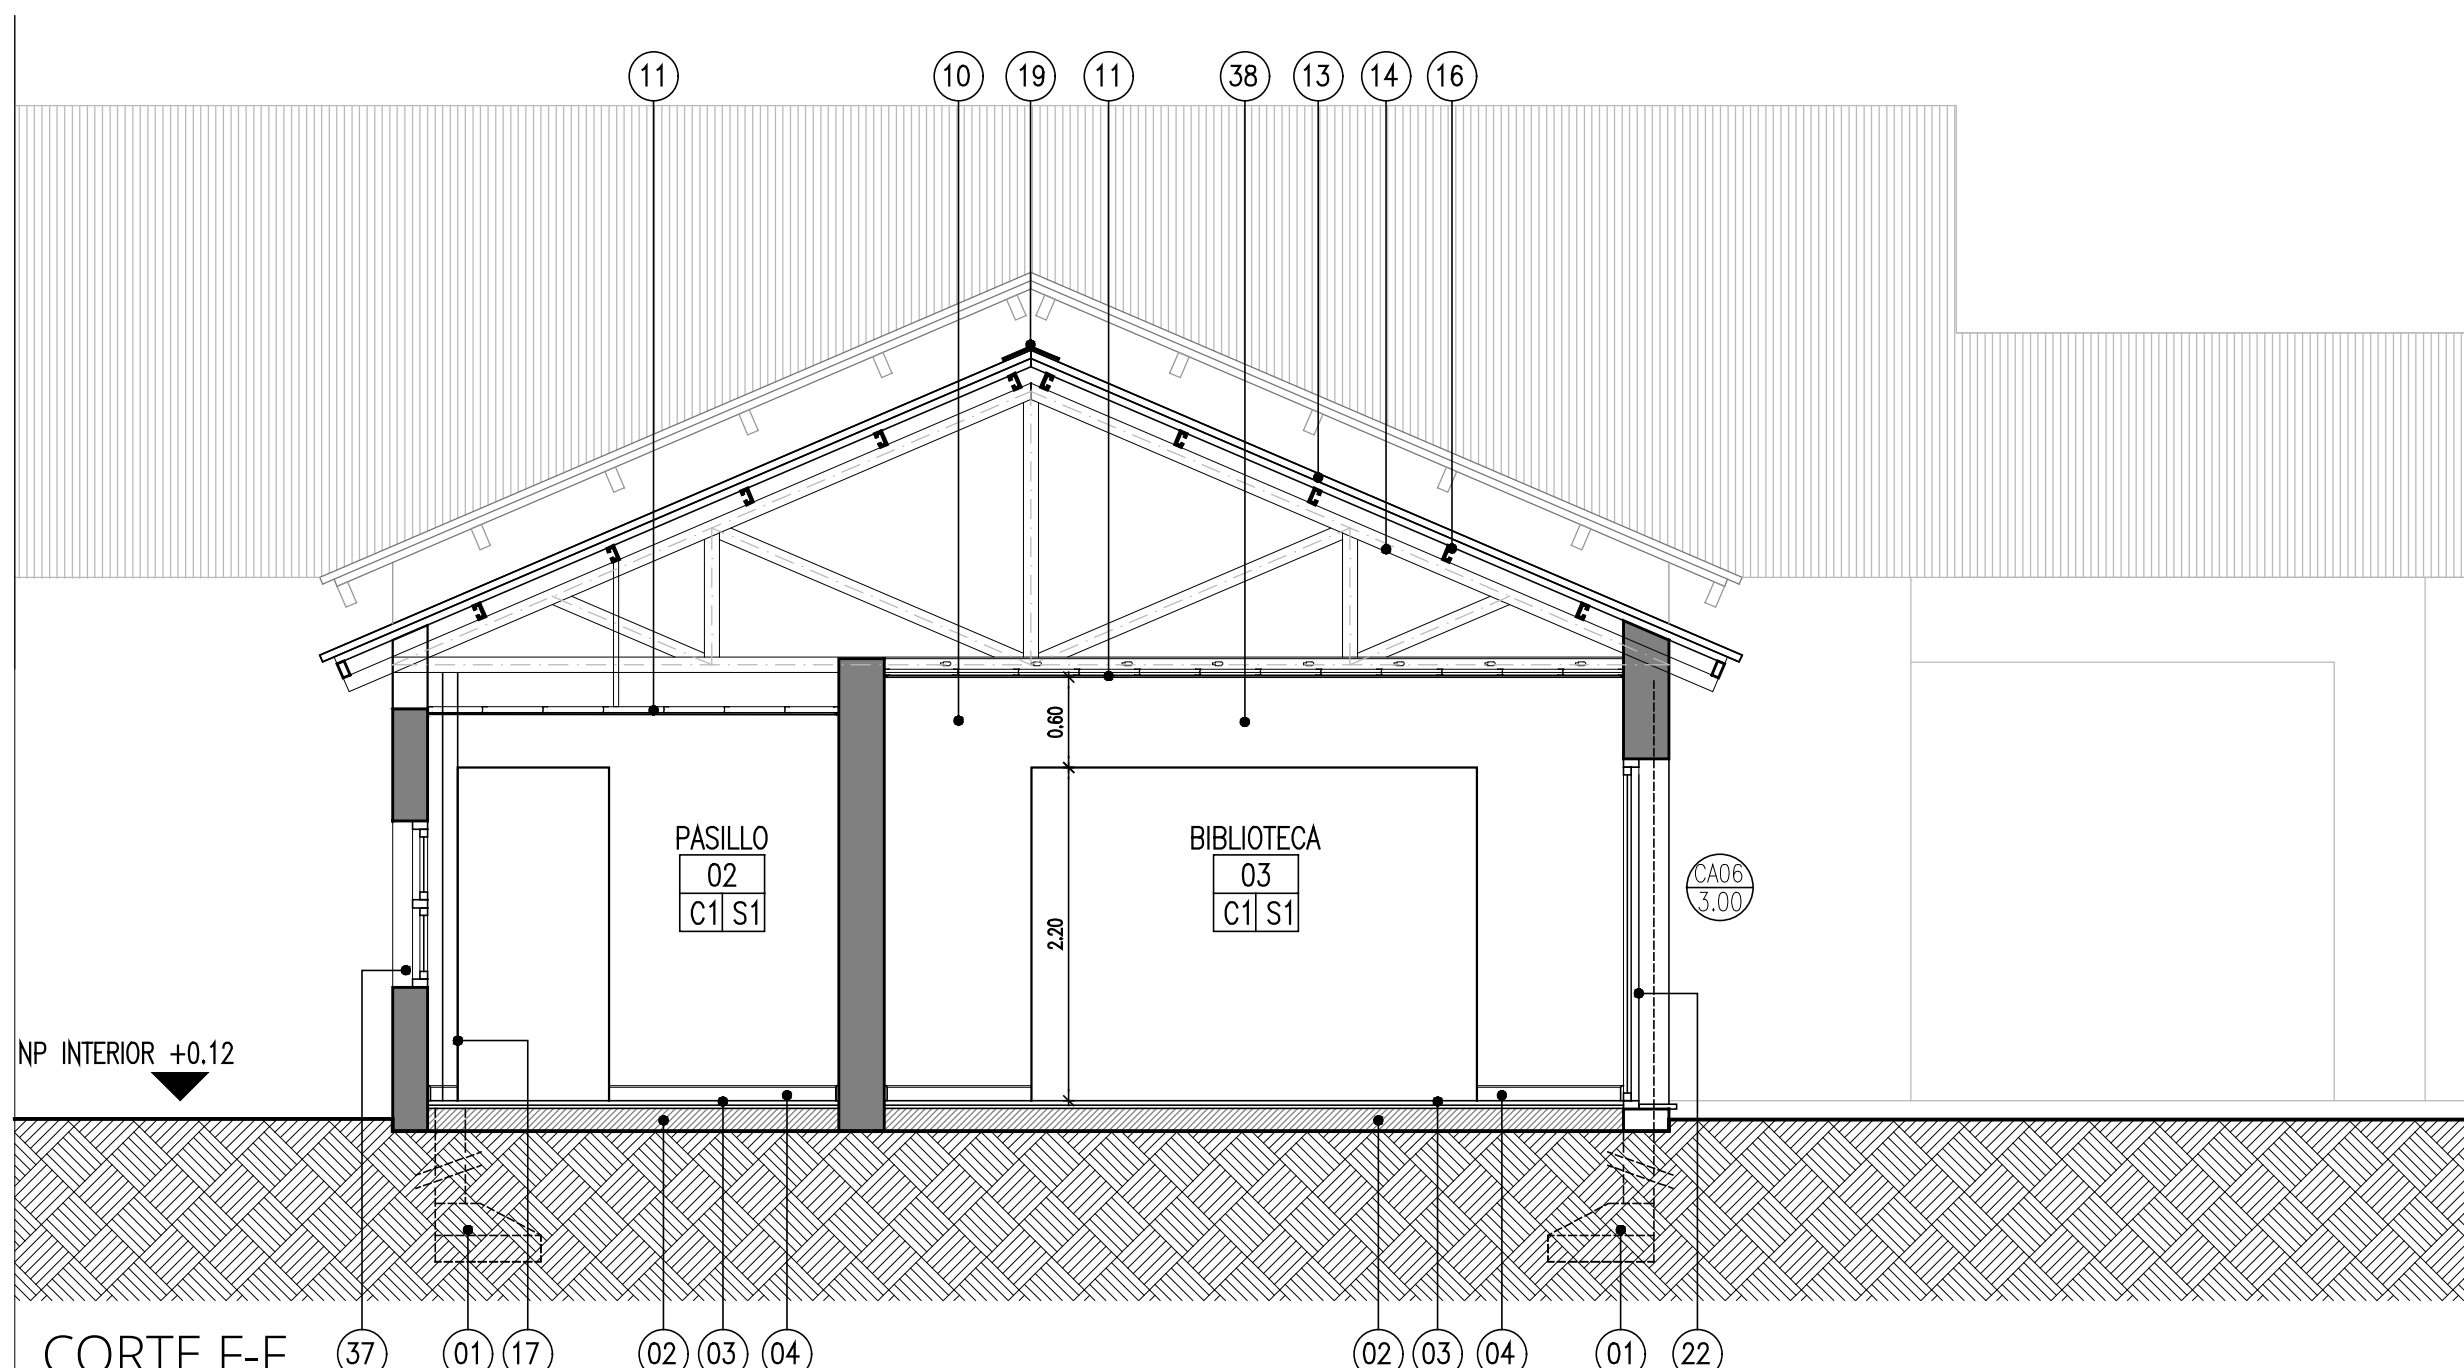 11 10 19 11 38 13 14 16
0.60
PASILLO
02
C1 S1
BIBLIOTECA
03
C1 S1
CA06
3.00
2.20
NP INTERIOR +0.12
CORTE F-F
37 01 17 02 03 04 02 03 04 01 22